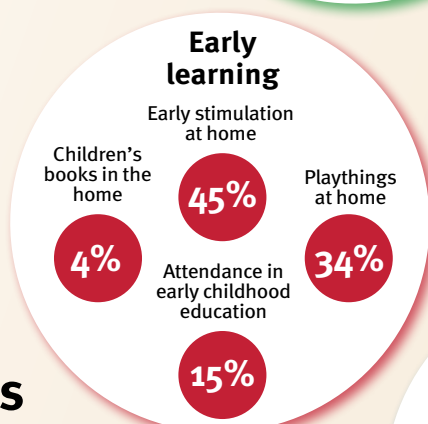 Early
learning
Early stimulation
at home
45%
Children's
books in the
home
4%
Playthings
at home
34%
Attendance in
early childhood
education
15%
s